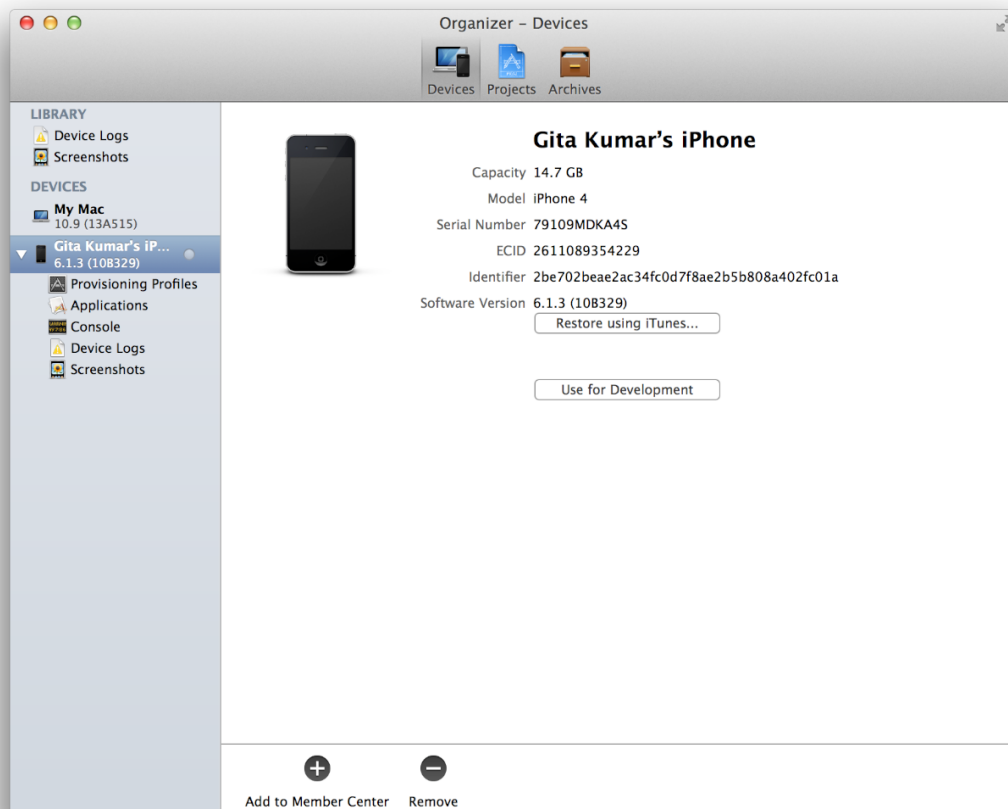 Organizer – Devices
Devices
Projects
Archives
LIBRARY
Device Logs
Screenshots
DEVICES
My Mac
10.9 (13A515)
Gita Kumar's iP...
6.1.3 (10B329)
Provisioning Profiles
Applications
Console
Device Logs
Screenshots
Gita Kumar's iPhone
Capacity 14.7 GB
Model iPhone 4
Serial Number 79109MDKA4S
ECID 2611089354229
Identifier 2be702beae2ac34fc0d7f8ae2b5b808a402fc01a
Software Version 6.1.3 (10B329)
Restore using iTunes...
Use for Development
Add to Member Center
Remove